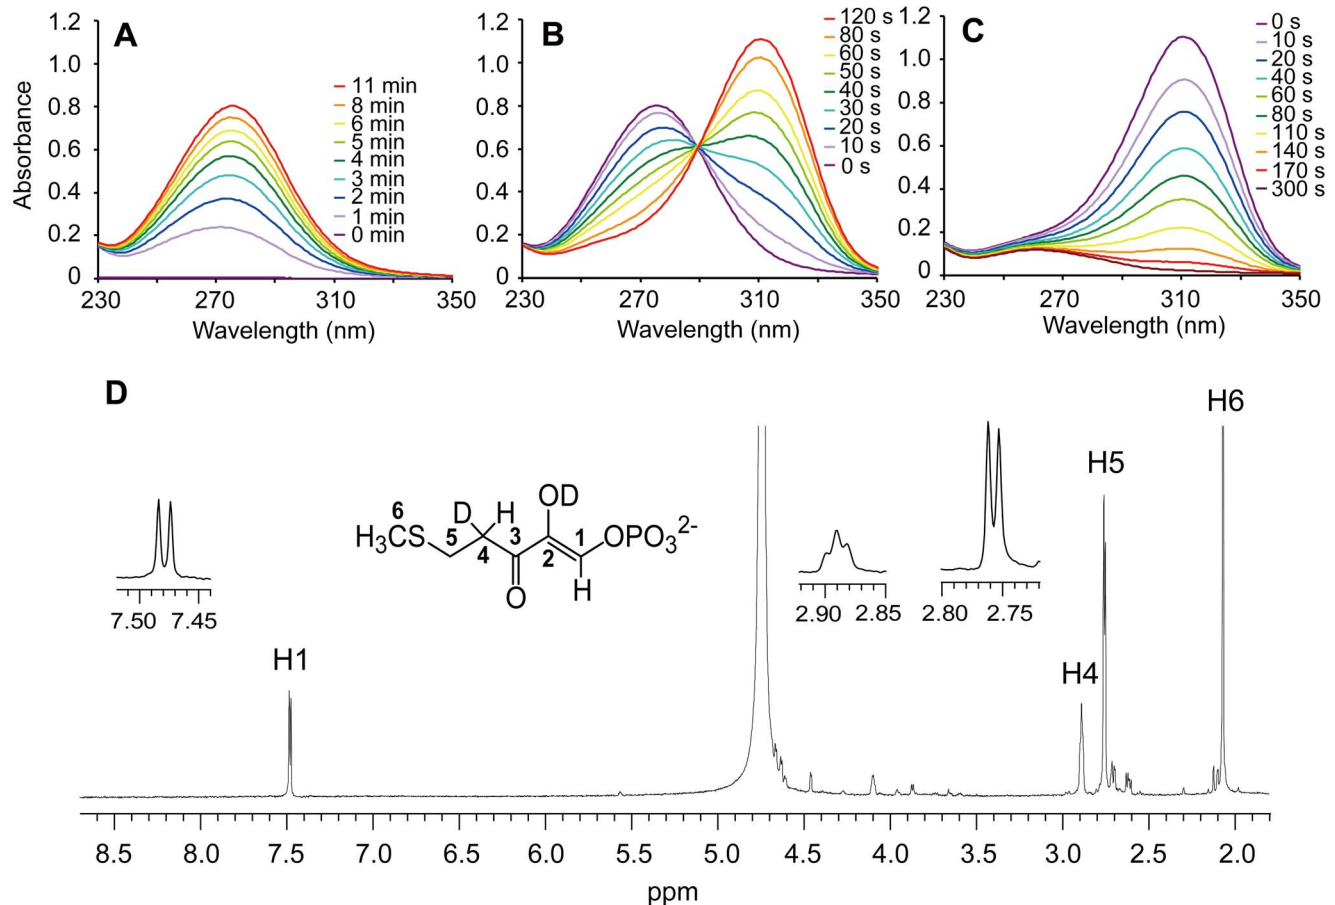 A
Absorbance
1.2
1.0
0.8
0.6
0.4
0.2
0
230 270 310 350
Wavelength (nm)
11 min
8 min
6 min
5 min
4 min
3 min
2 min
1 min
0 min
B
1.2
1.0
0.8
0.6
0.4
0.2
0
230 270 310 350
Wavelength (nm)
120 s
80 s
60 s
50 s
40 s
30 s
20 s
10 s
0 s
C
1.2
1.0
0.8
0.6
0.4
0.2
0
230 270 310 350
Wavelength (nm)
0 s
10 s
20 s
40 s
60 s
80 s
110 s
140 s
170 s
300 s
D
H6
H5
H4
H1
7.50 7.45
6
D H
OD
H3CS
5 4 3 2 1
OPO3 2-
O
H
2.90 2.85
2.80 2.75
8.5 8.0 7.5 7.0 6.5 6.0 5.5 5.0 4.5 4.0 3.5 3.0 2.5 2.0
ppm